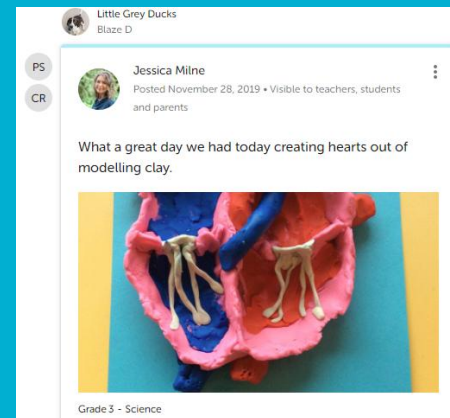 Little Grey Ducks
Blaze D
PS
CR
Jessica Milne
Posted November 28, 2019 • Visible to teachers, students
and parents
What a great day we had today creating hearts out of
modelling clay.
Grade 3 - Science